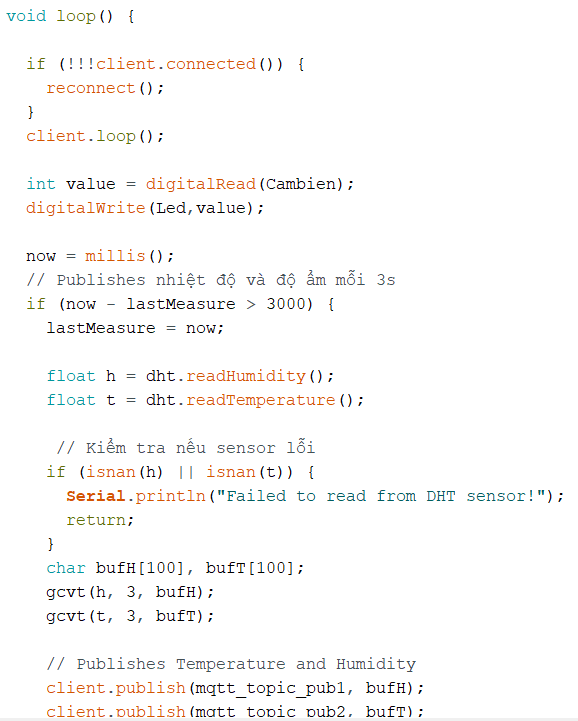 void loop() {
if (!!!client.connected()) {
reconnect();
}
client.loop();
int value = digitalRead(Cambien);
digitalWrite(Led,value);
now = millis();
// Publishes nhiệt độ và độ ẩm mỗi 3s
if (now - lastMeasure > 3000) {
lastMeasure = now;
float h = dht.readHumidity();
float t = dht.readTemperature();
// Kiểm tra nếu sensor lỗi
if (isnan(h) || isnan(t)) {
Serial.println("Failed to read from DHT sensor!");
return;
}
char bufH[100], bufT[100];
gcvt(h, 3, bufH);
gcvt(t, 3, bufT);
// Publishes Temperature and Humidity
client.publish(mqtt_topic_pub1, bufH);
client.publish(mqtt_topic_pub2, bufT);